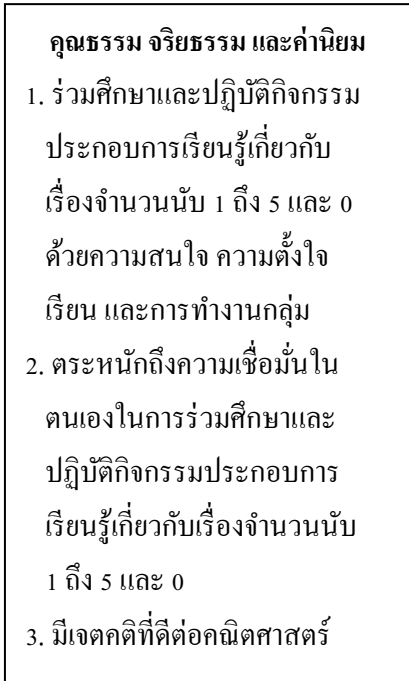 คุณธรรม จริยธรรม และค่านิยม
1. ร่วมศึกษาและปฏิบัติกิจกรรม
ประกอบการเรียนรู้เกี่ยวกับ
เรื่องจำนวนนับ 1 ถึง 5 และ 0
ด้วยความสนใจ ความตั้งใจ
เรียน และการทำงานกลุ่ม
2. ตระหนักถึงความเชื่อมั่นใน
ตนเองในการร่วมศึกษาและ
ปฏิบัติกิจกรรมประกอบการ
เรียนรู้เกี่ยวกับเรื่องจำนวนนับ
1 ถึง 5 และ 0
3. มีเจตคติที่ดีต่อคณิตศาสตร์